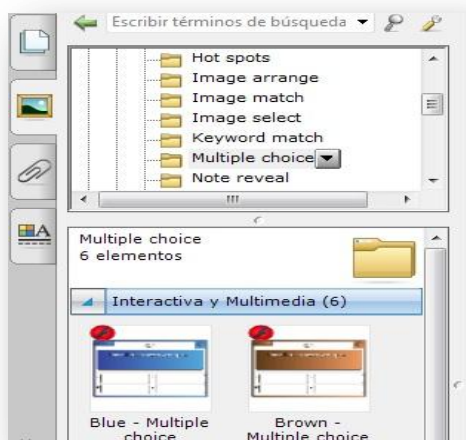 Escribir términos de búsqueda
Hot spots
Image arrange
Image match
Image select
Keyword match
Multiple choice
Note reveal
Multiple choice
6 elementos
Interactiva y Multimedia (6)
Blue - Multiple choice
Brown - Multiple choice